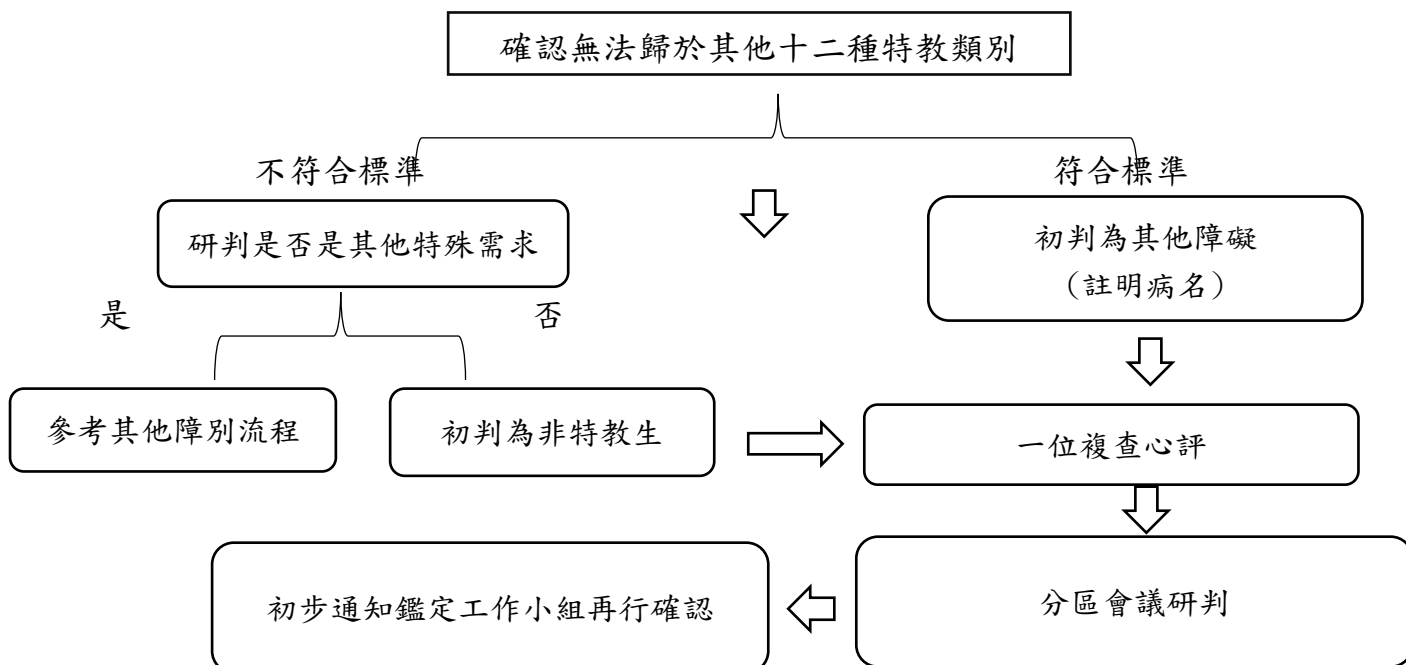 確認無法歸於其他十二種特教類別
不符合標準
符合標準
研判是否是其他特殊需求
初判為其他障礙
(註明病名)
是
否
參考其他障別流程
初判為非特教生
一位複查心評
初步通知鑑定工作小組再行確認
分區會議研判